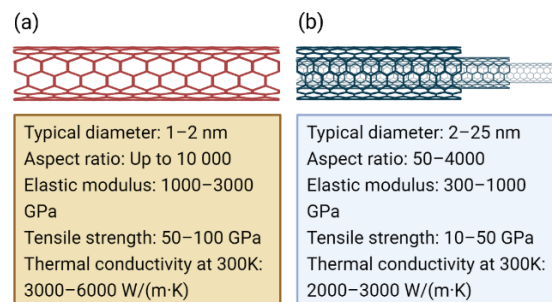 (a)
Typical diameter: 1–2 nm
Aspect ratio: Up to 10 000
Elastic modulus: 1000–3000
GPa
Tensile strength: 50–100 GPa
Thermal conductivity at 300K:
3000–6000 W/(m·K)
(b)
Typical diameter: 2–25 nm
Aspect ratio: 50–4000
Elastic modulus: 300–1000
GPa
Tensile strength: 10–50 GPa
Thermal conductivity at 300K:
2000–3000 W/(m·K)